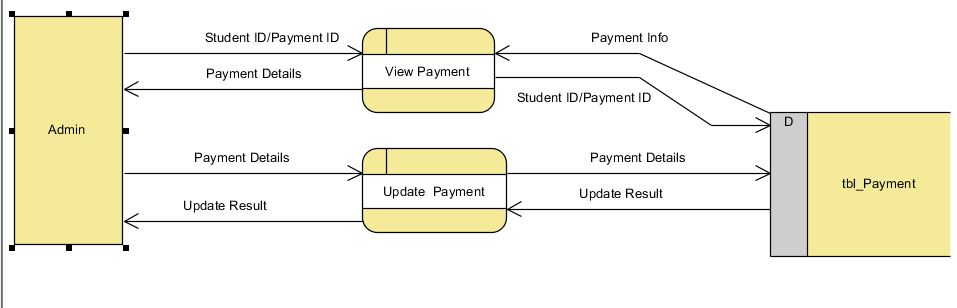 Student ID/Payment ID
Payment Info
Payment Details
View Payment
Student ID/Payment ID
D
Admin
Payment Details
Payment Details
tbl_Payment
Update  Payment
Update Result
Update Result